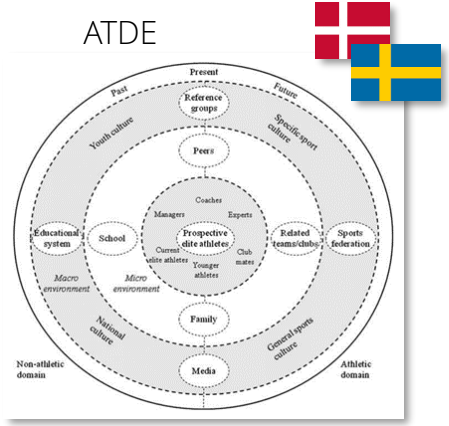 ATDE
Present
Past
Future
Reference
groups
Youth culture
Specific sport
culture
Peers
Coaches
Managers
Experts
Educational
system
School
Prospective
elite athletes
Related
teams/clubs
Sports
federation
Current
elite athletes
Club
mates
Younger
athletes
Macro
environment
Micro
environment
Family
National
culture
General sports
culture
Media
Non-athletic
domain
Athletic
domain